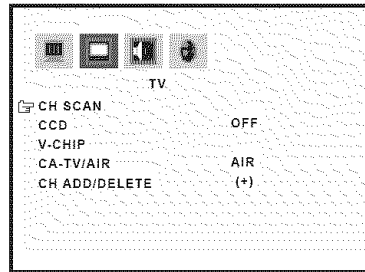 TV
CH SCAN
CCD OFF
V-CHIP
CA-TV/AIR AIR
CH ADD/DELETE (+)